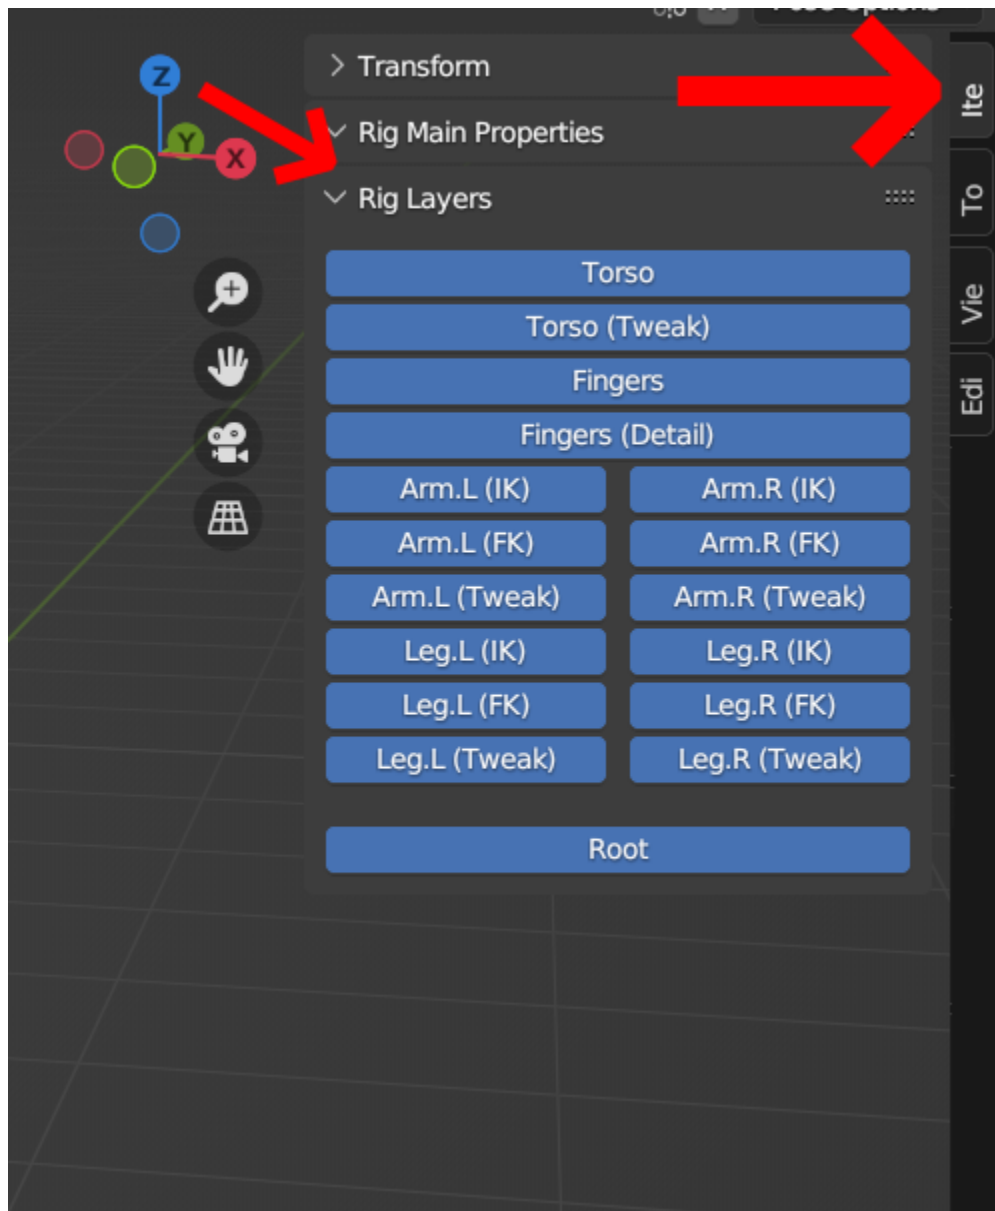 Pose Options
Z
Y
X
Transform
Rig Main Properties
Rig Layers
Torso
Torso (Tweak)
Fingers
Fingers (Detail)
Arm.L (IK) Arm.R (IK)
Arm.L (FK) Arm.R (FK)
Arm.L (Tweak) Arm.R (Tweak)
Leg.L (IK) Leg.R (IK)
Leg.L (FK) Leg.R (FK)
Leg.L (Tweak) Leg.R (Tweak)
Root
Ite
To
Vie
Edi